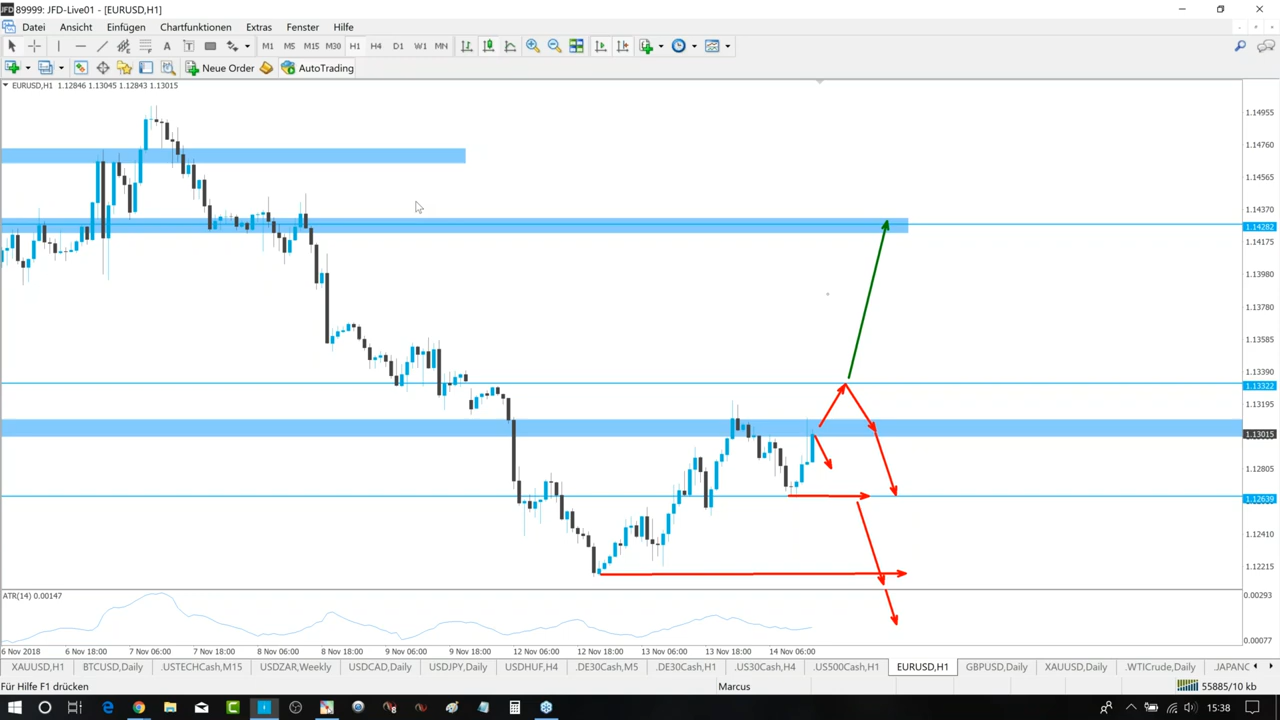 89999: JFD-Live01 - [EURUSD,H1]
Datei Ansicht Einfügen Chartfunktionen Extras Fenster Hilfe
A T M1 M5 M15 M30 H1 H4 D1 W1 MN
New Order AutoTrading
EURUSD,H1 1.12846 1.13045 1.12843 1.13015
1.14955
1.14760
1.14565
1.14370
1.14282
1.14175
1.13980
1.13780
1.13585
1.13390
1.13322
1.13195
1.13015
1.12805
1.12639
1.12410
1.12215
ATR(14) 0.00147
0.00293
0.00077
6 Nov 2018 6 Nov 18:00 7 Nov 06:00 7 Nov 18:00 8 Nov 06:00 8 Nov 18:00 9 Nov 06:00 9 Nov 18:00 12 Nov 06:00 12 Nov 18:00 13 Nov 06:00 13 Nov 18:00 14 Nov 06:00
XAUUSD,H1 BTCUSD,Daily .USTECHCash,M15 USDZAR,Weekly USDCAD,Daily USDJPY,Daily USDHUF,H4 .DE30Cash,M5 .DE30Cash,H1 .US30Cash,H4 .US500Cash,H1 EURUSD,H1 GBPUSD,Daily XAUUSD,Daily .WTICrude,Daily .JAPANC
Für Hilfe F1 drücken Marcus 55885/10 kb
15:38